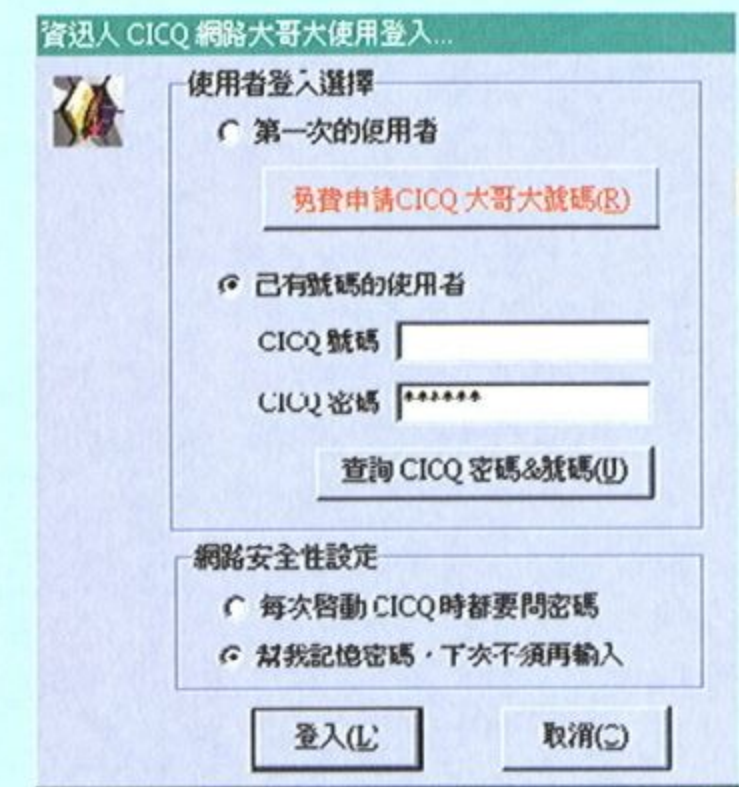 資迅人 CICQ 網路大哥大使用登入...
使用者登入選擇
第一次的使用者
免費申請CICQ 大哥大號碼(R)
己有號碼的使用者
CICQ 號碼
CICQ 密碼 ******
查詢 CICQ 密碼&號碼(U)
網路安全性設定
每次啓動 CICQ 時都要問密碼
幫我記憶密碼，下次不須再輸入
登入(L)
取消(C)